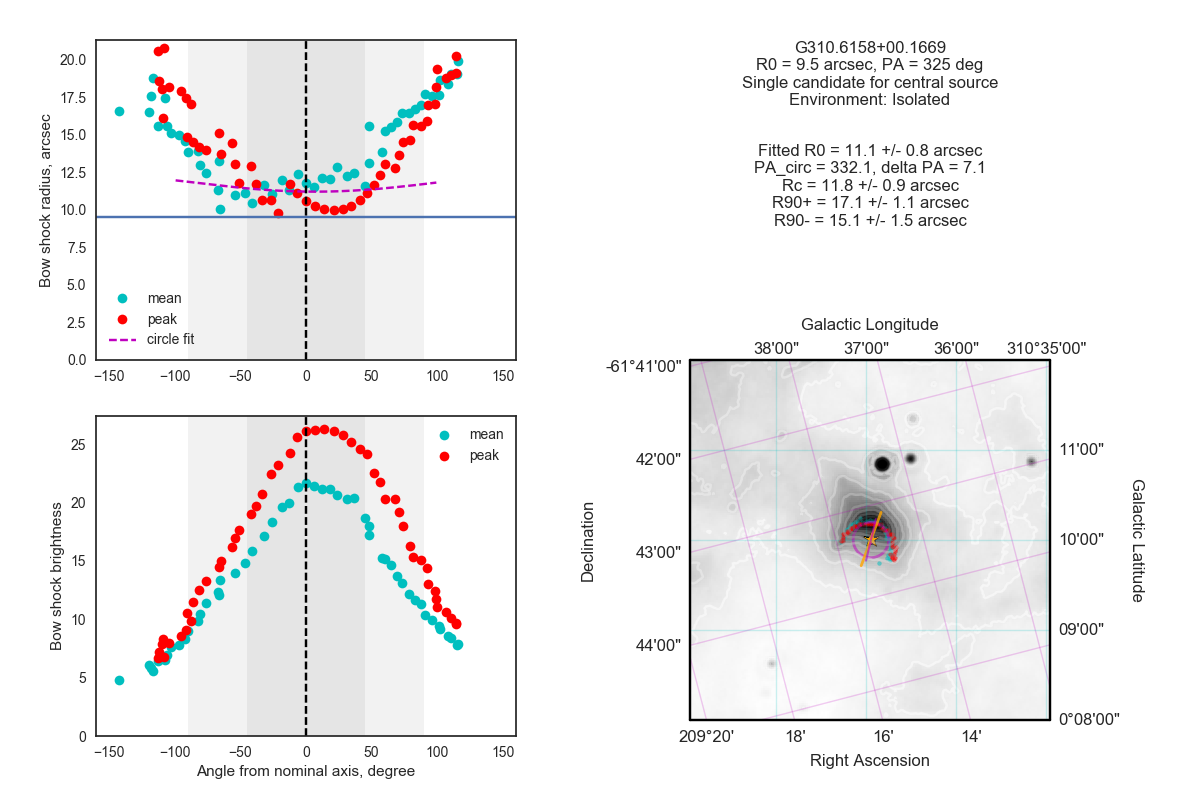 20.0
17.5
15.0
12.5
10.0
7.5
5.0
2.5
0.0
Bow shock radius, arcsec
mean
peak
circle fit
−150 −100 −50 0 50 100 150
G310.6158+00.1669
R0 = 9.5 arcsec, PA = 325 deg
Single candidate for central source
Environment: Isolated
Fitted R0 = 11.1 +/- 0.8 arcsec
PA_circ = 332.1, delta PA = 7.1
Rc = 11.8 +/- 0.9 arcsec
R90+ = 17.1 +/- 1.1 arcsec
R90- = 15.1 +/- 1.5 arcsec
25
20
15
10
5
0
Bow shock brightness
mean
peak
−150 −100 −50 0 50 100 150
Angle from nominal axis, degree
Galactic Longitude
38'00" 37'00" 36'00" 310°35'00"
-61°41'00"
42'00"
43'00"
44'00"
Declination
11'00"
10'00"
09'00"
0°08'00"
Galactic Latitude
209°20' 18' 16' 14'
Right Ascension